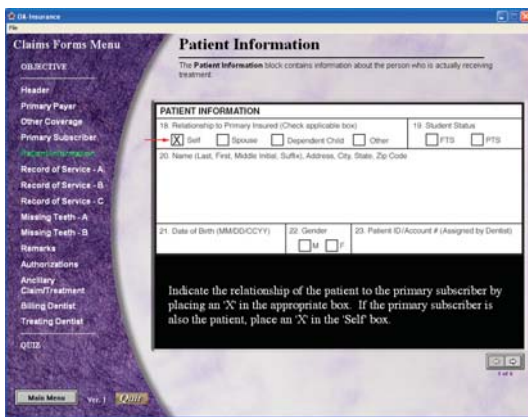 DA-Insurance
File
Claims Forms Menu
OBJECTIVE
Header
Primary Payer
Other Coverage
Primary Subscriber
Patient Information
Record of Service - A
Record of Service - B
Record of Service - C
Missing Teeth - A
Missing Teeth - B
Remarks
Authorizations
Ancillary
Claim/Treatment
Billing Dentist
Treating Dentist
QUIZ
Main Menu Ver. 1 Quit
Patient Information
The Patient Information block contains information about the person who is actually receiving
treatment.
PATIENT INFORMATION
18. Relationship to Primary Insured (Check applicable box) 19. Student Status
X Self Spouse Dependent Child Other FTS PTS
20. Name (Last, First, Middle Initial, Suffix), Address, City, State, Zip Code
21. Date of Birth (MM/DD/CCYY) 22. Gender 23. Patient ID/Account # (Assigned by Dentist)
M F
Indicate the relationship of the patient to the primary subscriber by
placing an 'X' in the appropriate box. If the primary subscriber is
also the patient, place an 'X' in the 'Self' box.